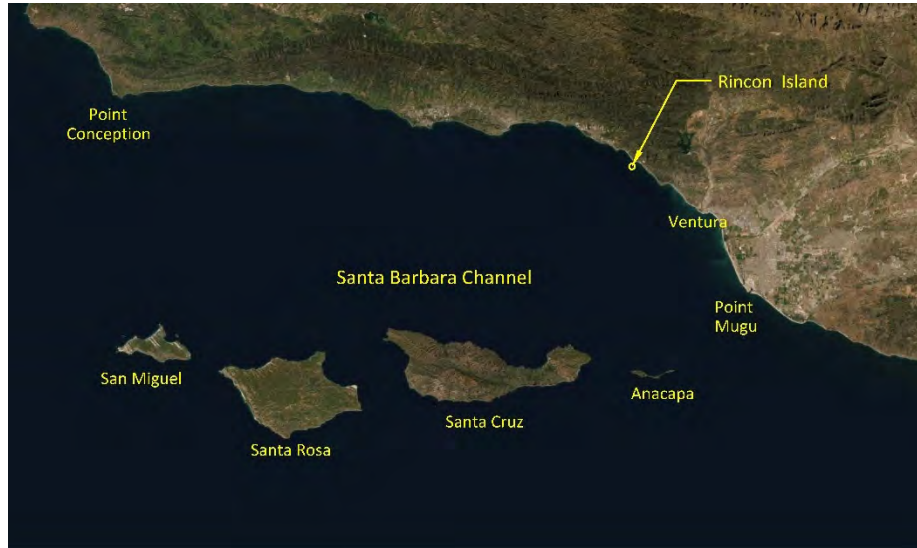 Rincon Island
Point
Conception
Ventura
Santa Barbara Channel
Point
Mugu
San Miguel
Anacapa
Santa Cruz
Santa Rosa